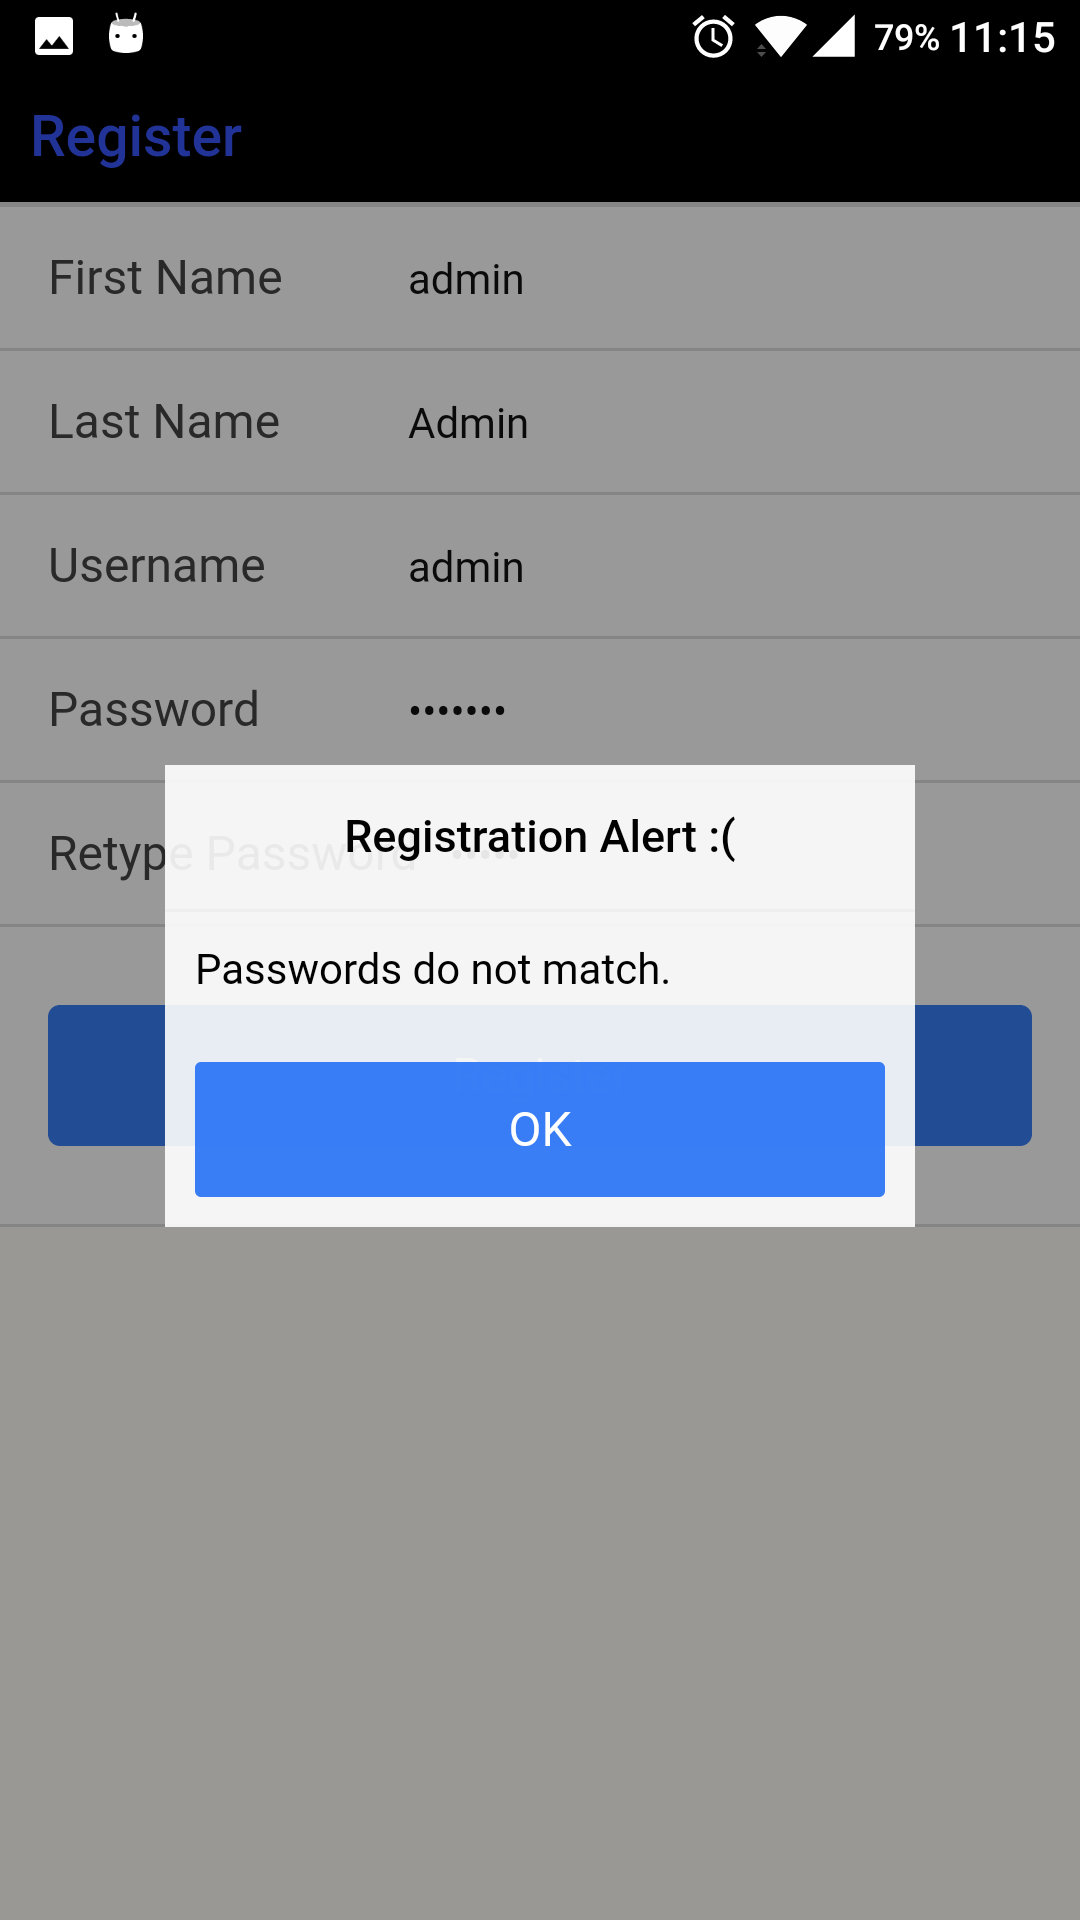 79% 11:15
Register
First Name admin
Last Name Admin
Username admin
Password •••••••
Retype Password •••••
Registration Alert :(
Passwords do not match.
Register
OK